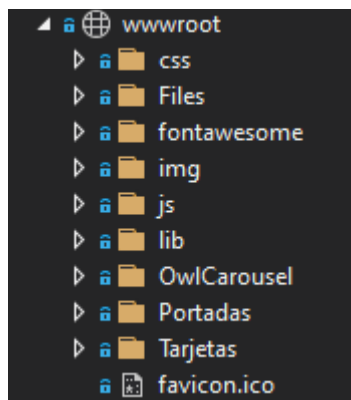 wwwroot
css
Files
fontawesome
img
js
lib
OwlCarousel
Portadas
Tarjetas
favicon.ico